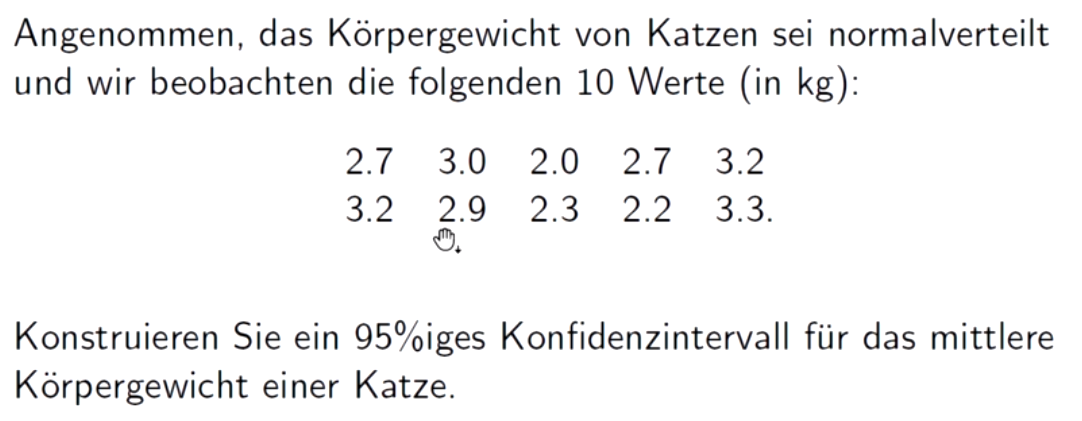 Angenommen, das Körpergewicht von Katzen sei normalverteilt
und wir beobachten die folgenden 10 Werte (in kg):
2.7 3.0 2.0 2.7 3.2
3.2 2.9 2.3 2.2 3.3.
Konstruieren Sie ein 95%iges Konfidenzintervall für das mittlere
Körpergewicht einer Katze.